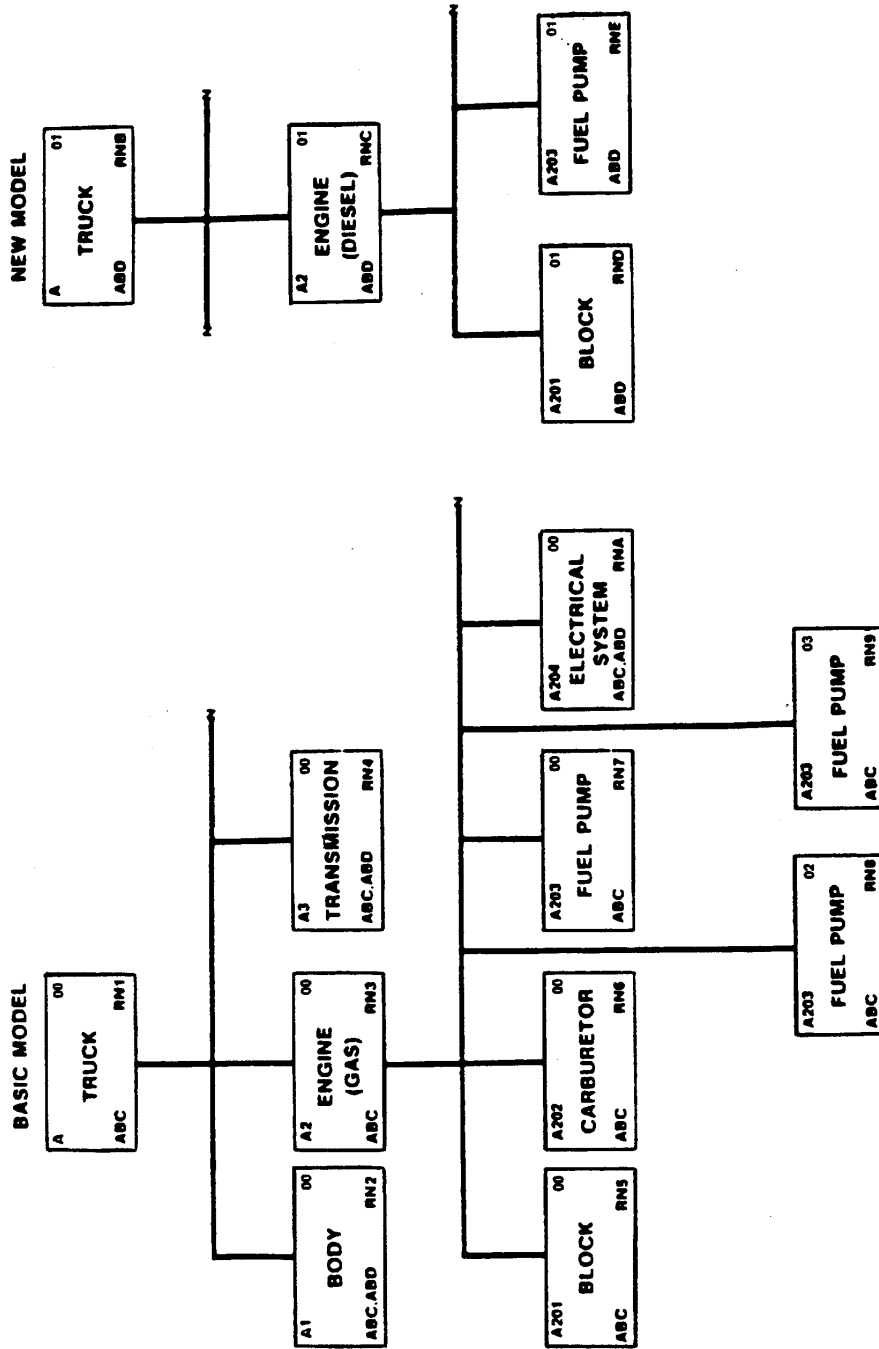 BASIC MODEL
A 00
TRUCK
ABC RN1
A1 00
BODY
ABC.ABD RN2
A2 00
ENGINE
(GAS)
ABC RN3
A3 00
TRANSMISSION
ABC.ABD RN4
N
A201 00
BLOCK
ABC RN5
A202 00
CARBURETOR
ABC RN6
A203 00
FUEL PUMP
ABC RN7
A204 00
ELECTRICAL
SYSTEM
ABC.ABD RNA
N
A203 02
FUEL PUMP
ABC RN8
A203 03
FUEL PUMP
ABC RN9
NEW MODEL
A 01
TRUCK
ABD RNB
N N
A2 01
ENGINE
(DIESEL)
ABD RNC
N
A201 01
BLOCK
ABD RND
A203 01
FUEL PUMP
ABD RNE